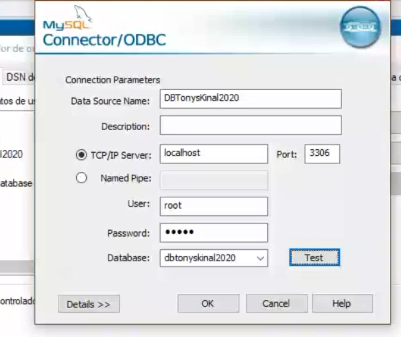 MySQL
Connector/ODBC
Connection Parameters
Data Source Name: DBTonysKinal2020
Description:
TCP/IP Server: localhost Port: 3306
Named Pipe:
User: root
Password: •••••
Database: dbtonyskinal2020 Test
Details >> OK Cancel Help
or de o
DSN d
tos de u
l2020
atabase
ontrolado